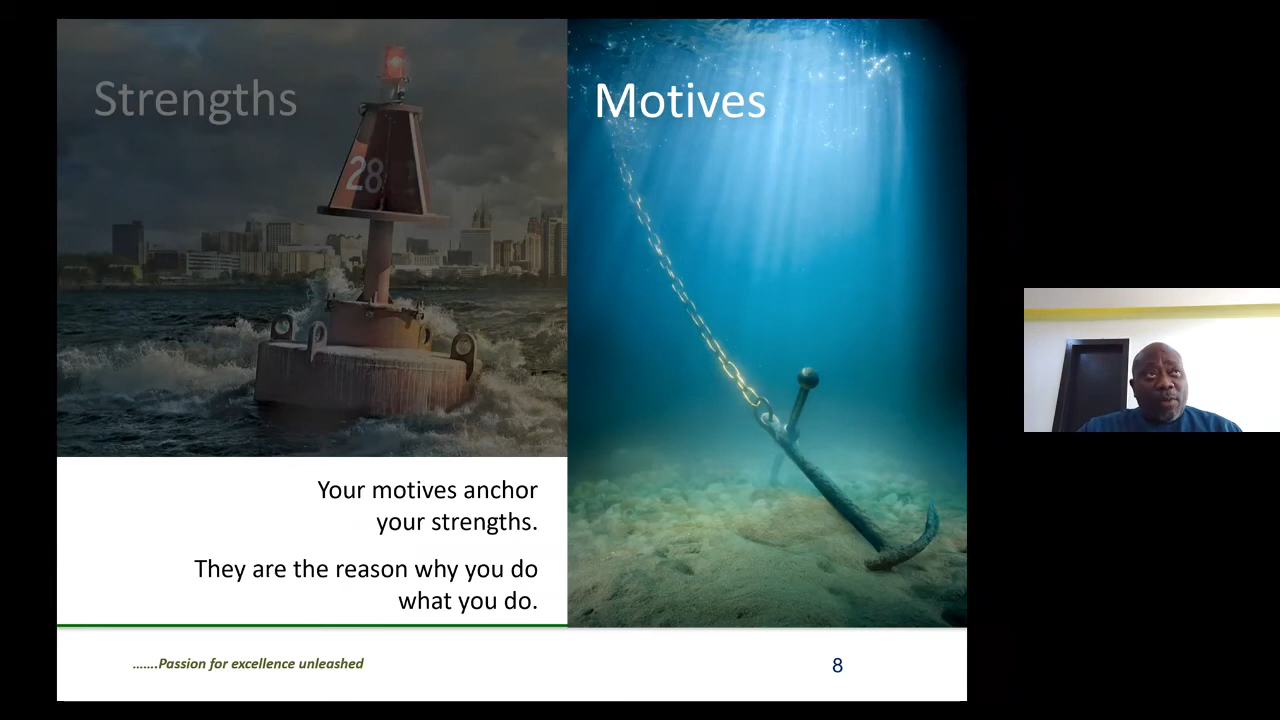 Strengths
28
Motives
Your motives anchor
your strengths.
They are the reason why you do
what you do.
.......Passion for excellence unleashed
8